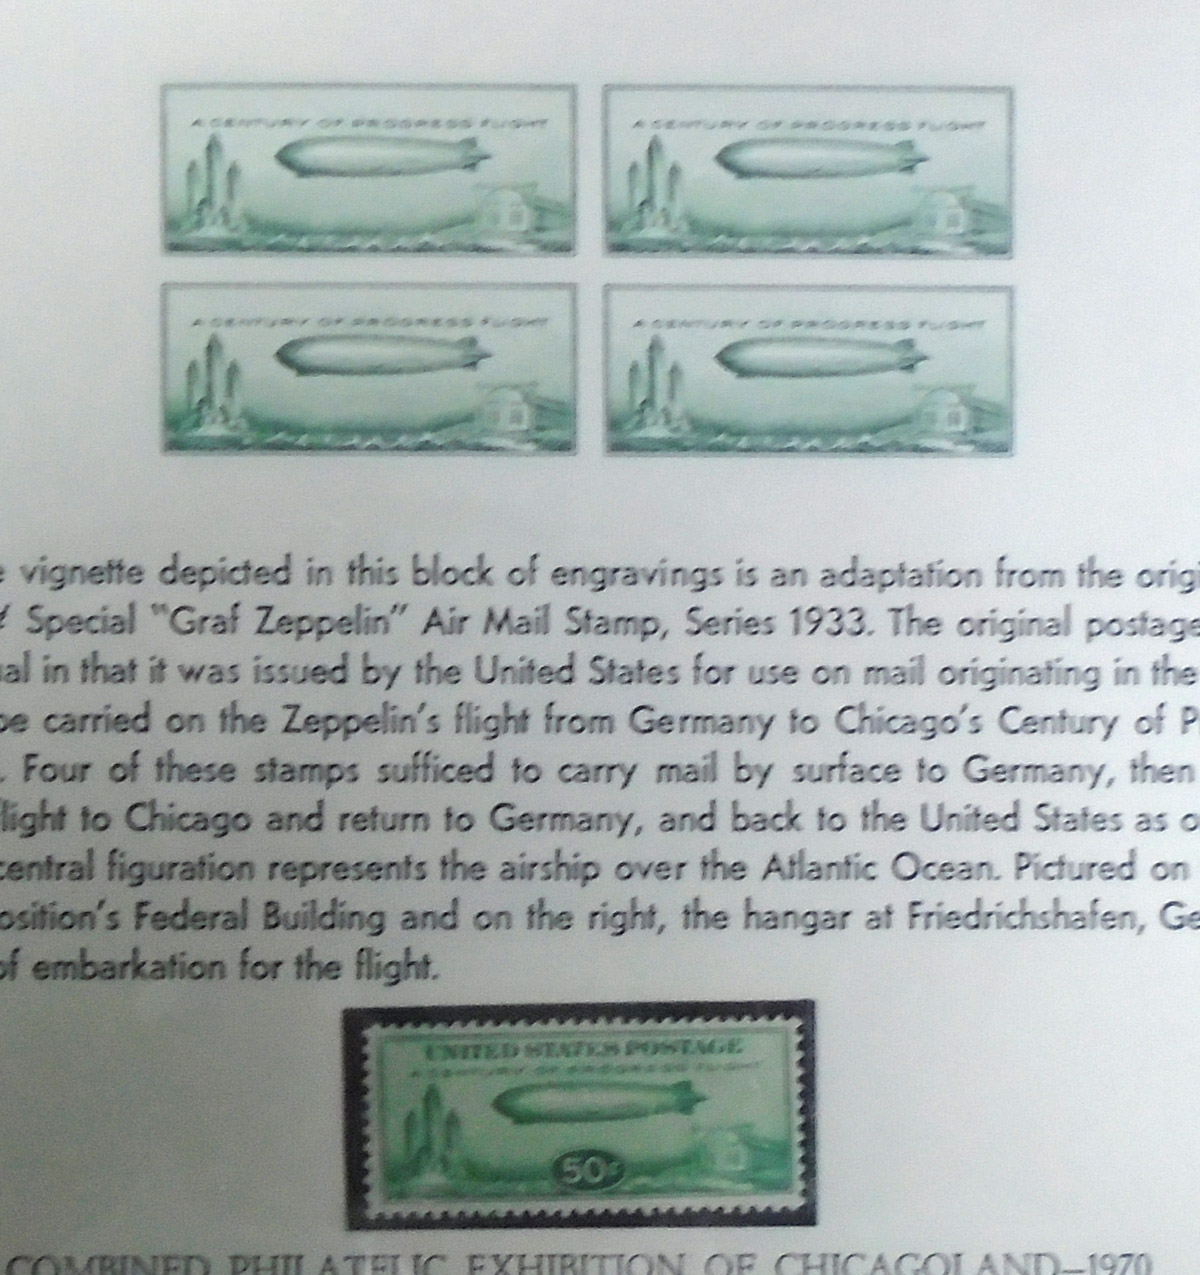 A CENTURY OF PROGRESS FLIGHT
A CENTURY OF PROGRESS FLIGHT
A CENTURY OF PROGRESS FLIGHT
A CENTURY OF PROGRESS FLIGHT
vignette depicted in this block of engravings is an adaptation from the
Special "Graf Zeppelin" Air Mail Stamp, Series 1933. The original postage
in that it was issued by the United States for use on mail originating in the
carried on the Zeppelin's flight from Germany to Chicago's Century of
. Four of these stamps sufficed to carry mail by surface to Germany, then
to Chicago and return to Germany, and back to the United States as
central figuration represents the airship over the Atlantic Ocean. Pictured on
Federal Building and on the right, the hangar at Friedrichshafen,
of embarkation for the flight.
UNITED STATES POSTAGE
A CENTURY OF PROGRESS FLIGHT
50¢
COMBINED PHILATELIC EXHIBITION OF CHICAGOLAND—1970